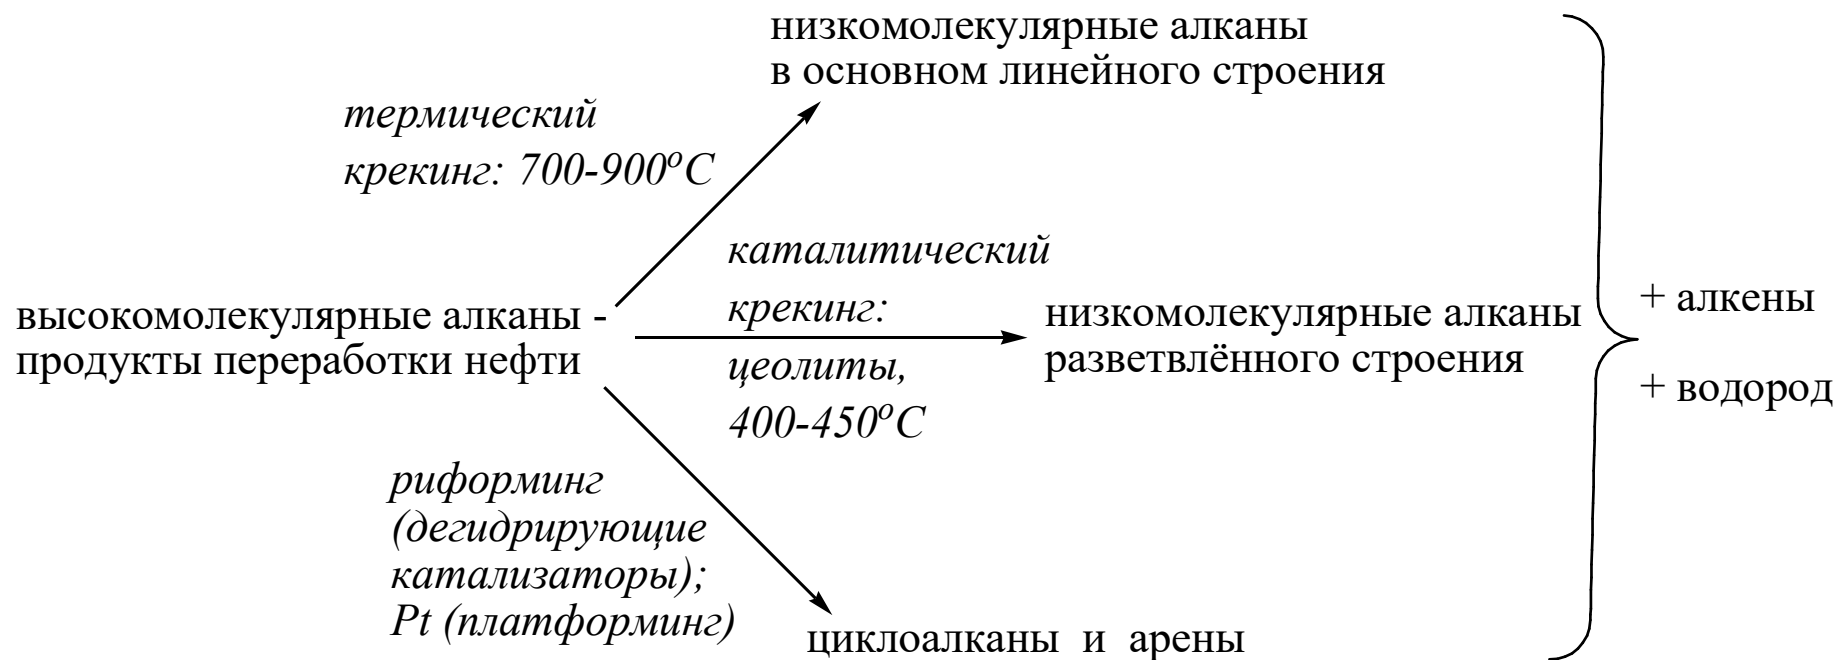 низкомолекулярные алканы
в основном линейного строения
термический
крекинг: 700-900°C
каталитический
крекинг:
цеолиты,
400-450°C
высокомолекулярные алканы -
продукты переработки нефти
низкомолекулярные алканы
разветвлённого строения
+ алкены
+ водород
риформинг
(дегидрирующие
катализаторы);
Pt (платформинг)
циклоалканы и арены